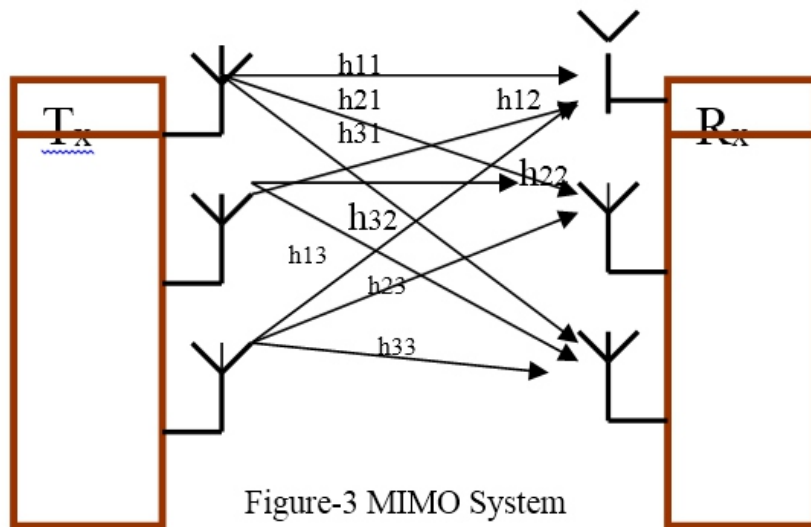 h11
Tx
h21
h12
Rx
h31
h22
h32
h13
h23
h33
Figure-3 MIMO System